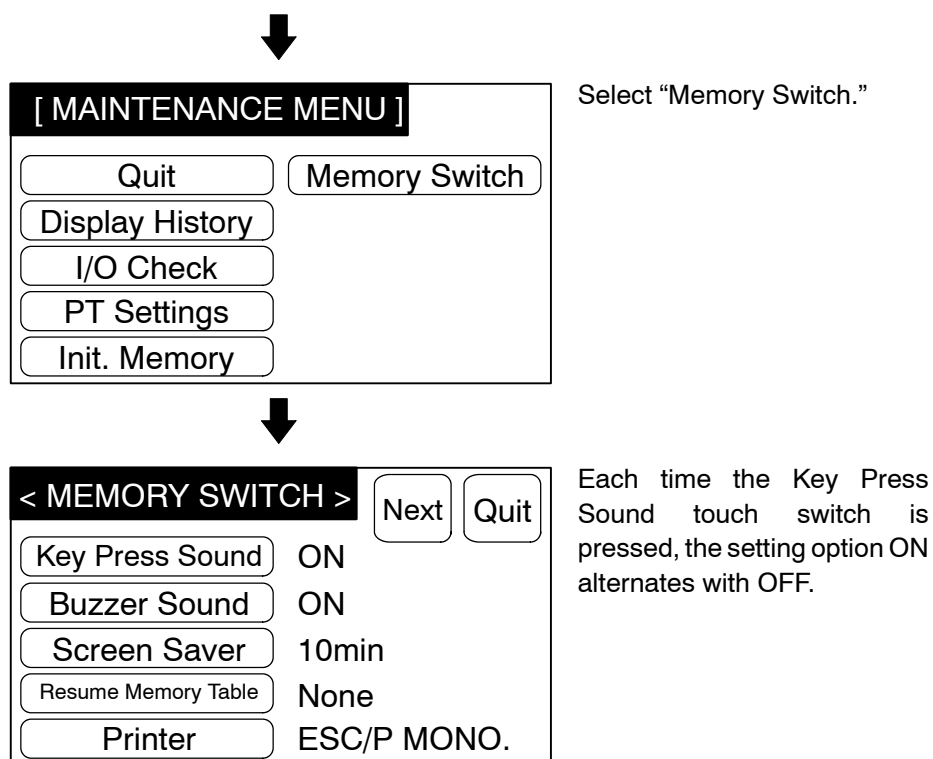 [ MAINTENANCE MENU ]
Select “Memory Switch.”
Quit
Memory Switch
Display History
I/O Check
PT Settings
Init. Memory
< MEMORY SWITCH >
Next
Quit
Each time the Key Press
Sound touch switch is
pressed, the setting option ON
alternates with OFF.
Key Press Sound
ON
Buzzer Sound
ON
Screen Saver
10min
Resume Memory Table
None
Printer
ESC/P MONO.